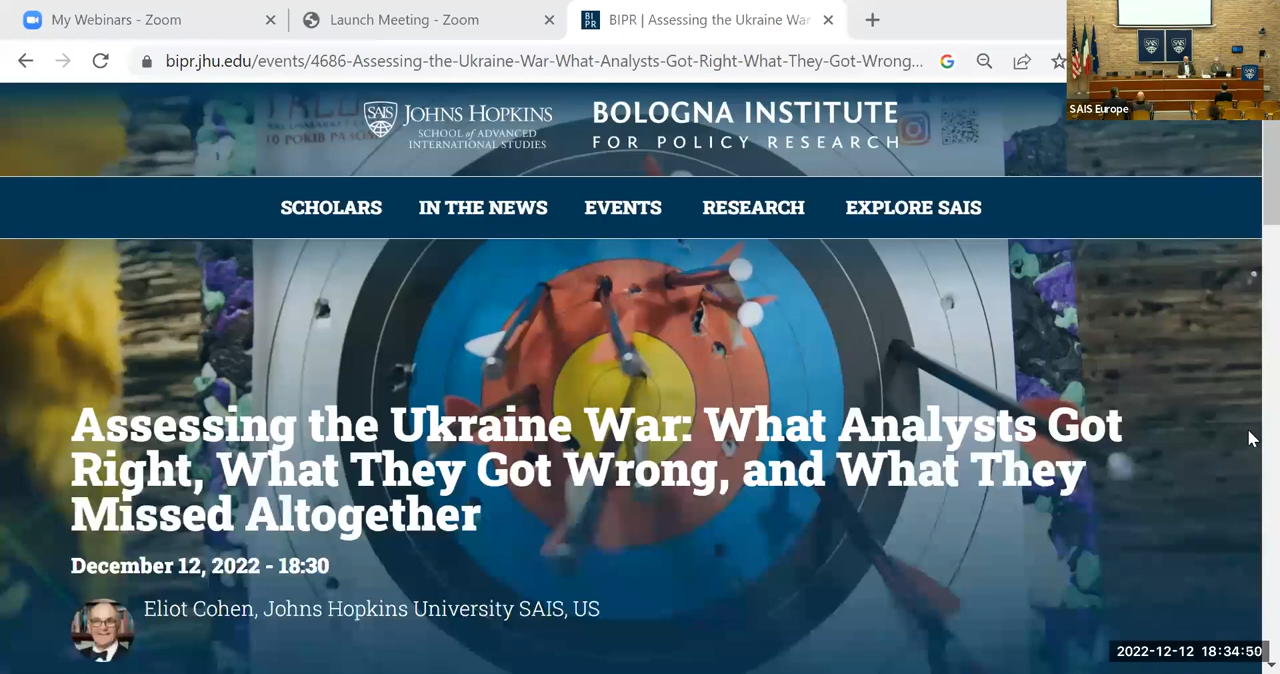 My Webinars - Zoom
Launch Meeting - Zoom
BIPR | Assessing the Ukraine War
bipr.jhu.edu/events/4686-Assessing-the-Ukraine-War-What-Analysts-Got-Right-What-They-Got-Wrong...
SAIS Europe
SAIS
JOHNS HOPKINS
SCHOOL of ADVANCED
INTERNATIONAL STUDIES
BOLOGNA INSTITUTE
FOR POLICY RESEARCH
SCHOLARS
IN THE NEWS
EVENTS
RESEARCH
EXPLORE SAIS
Assessing the Ukraine War: What Analysts Got
Right, What They Got Wrong, and What They
Missed Altogether
December 12, 2022 - 18:30
Eliot Cohen, Johns Hopkins University SAIS, US
2022-12-12 18:34:50